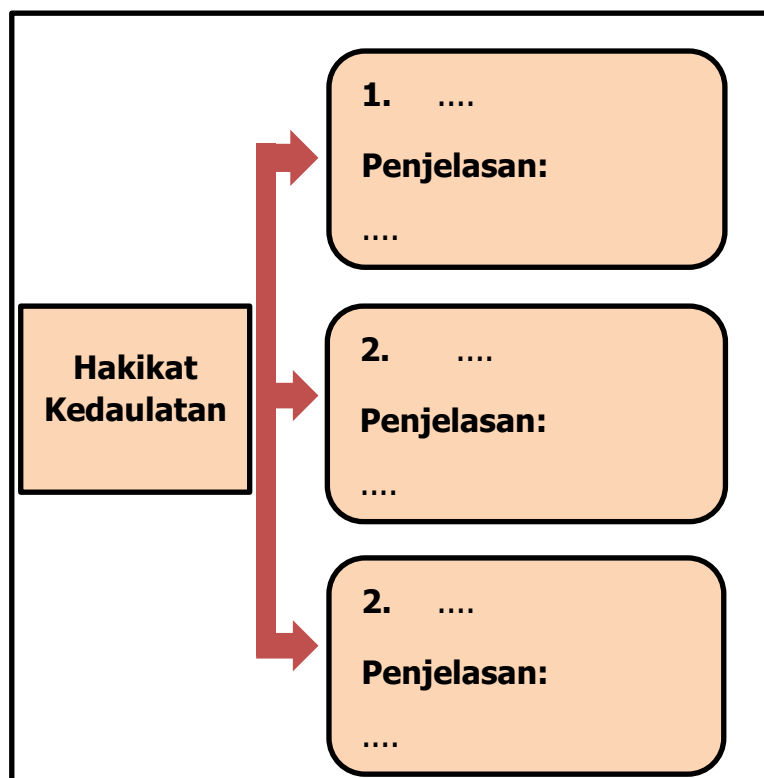 Hakikat
Kedaulatan
1. ....
Penjelasan:
....
2. ....
Penjelasan:
....
2. ....
Penjelasan:
....